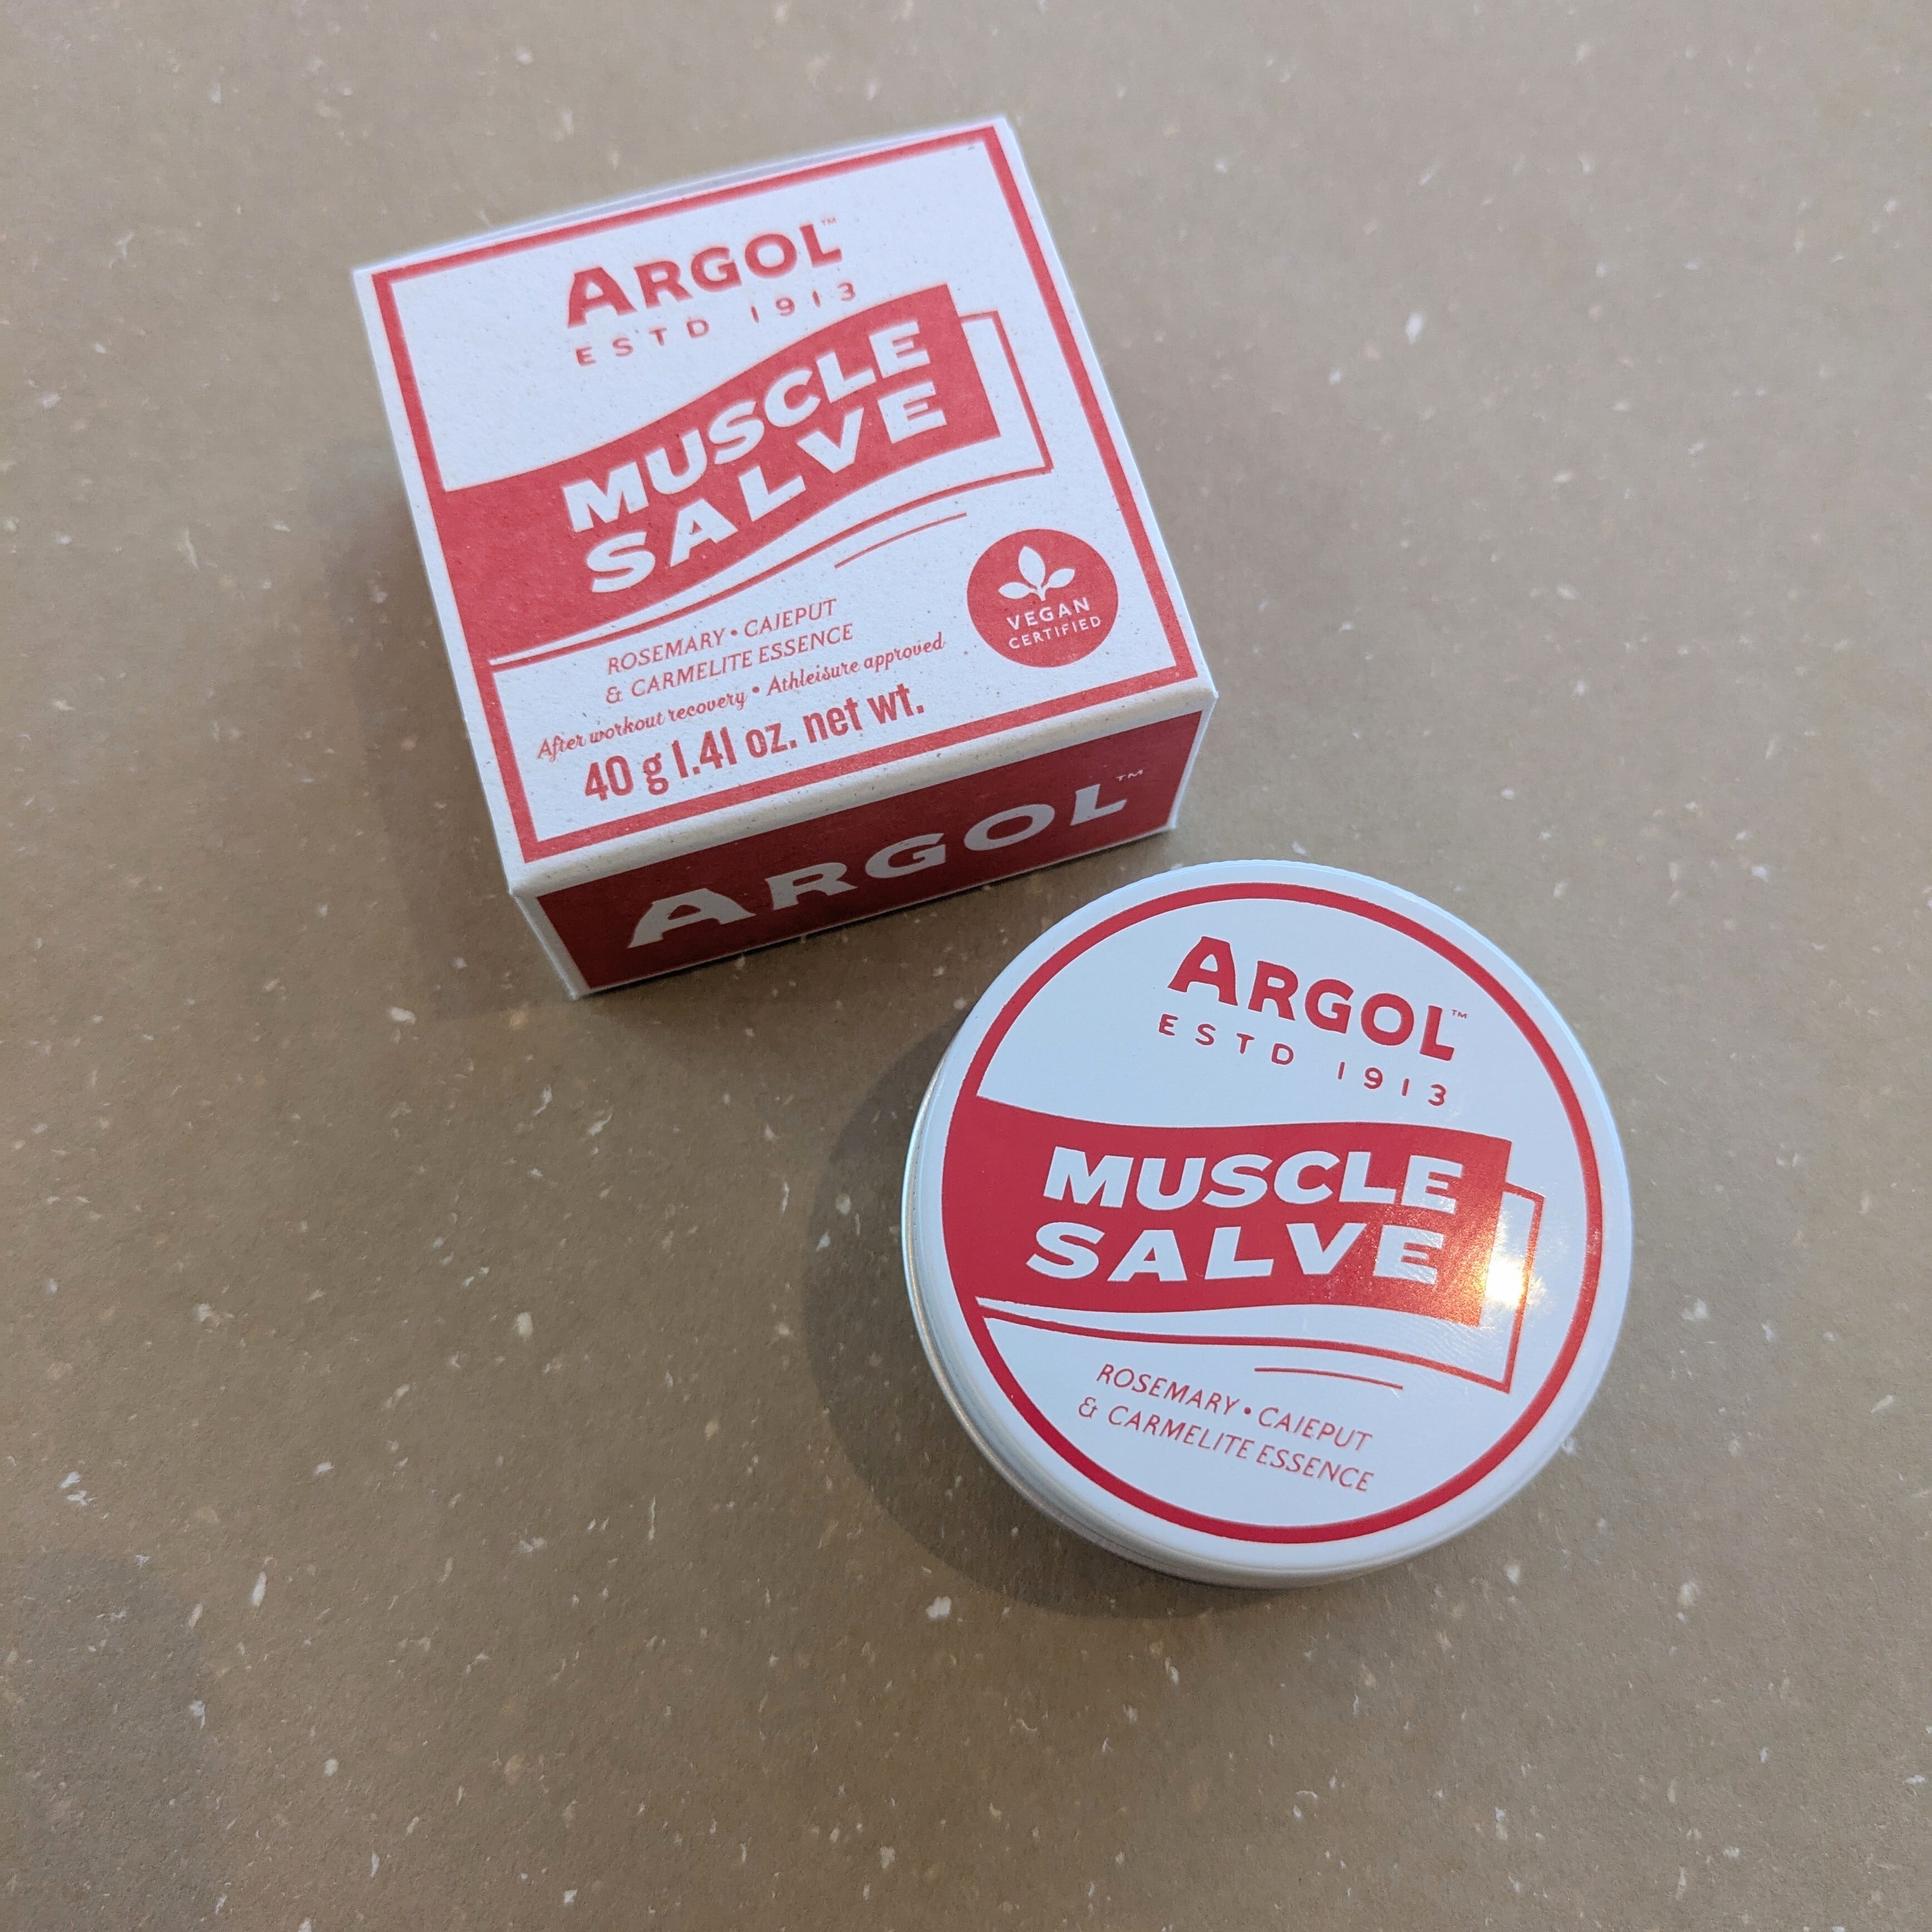 ARGOL™
ESTD 1913
MUSCLE
SALVE
ROSEMARY • CAJEPUT
& CARMELITE ESSENCE
After workout recovery • Athleisure approved
40 g 1.41 oz. net wt.
VEGAN
CERTIFIED
ARGOL™
ARGOL™
ESTD 1913
MUSCLE
SALVE
ROSEMARY • CAJEPUT
& CARMELITE ESSENCE